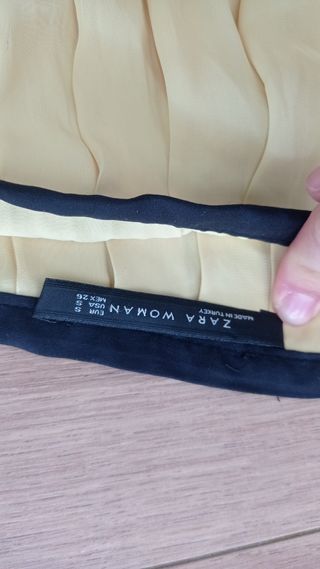 ZARA WOMAN
MADE IN TURKEY
EUR S
USA S
MEX 26